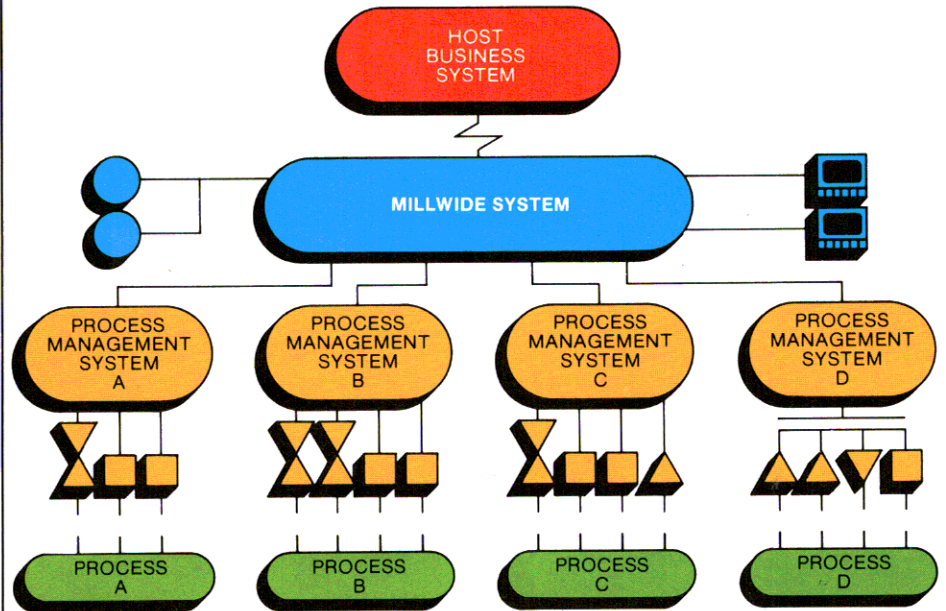 HOST
BUSINESS
SYSTEM
MILLWIDE SYSTEM
PROCESS
MANAGEMENT
SYSTEM
A
PROCESS
MANAGEMENT
SYSTEM
B
PROCESS
MANAGEMENT
SYSTEM
C
PROCESS
MANAGEMENT
SYSTEM
D
PROCESS
A
PROCESS
B
PROCESS
C
PROCESS
D